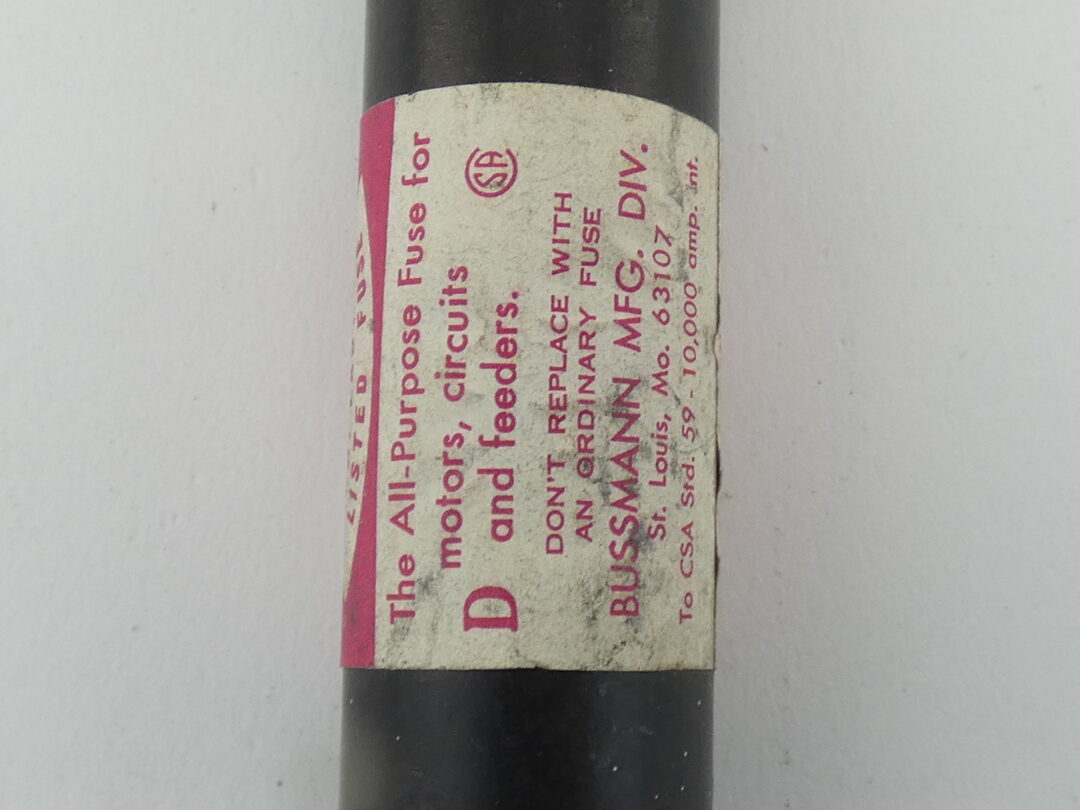 LISTED FUSE
The All-Purpose Fuse for
motors, circuits
and feeders.
D
CSA
DON'T REPLACE WITH
AN ORDINARY FUSE
BUSSMANN MFG. DIV.
St. Louis, Mo. 63107
To CSA Std. 59 - 10,000 amp. int.